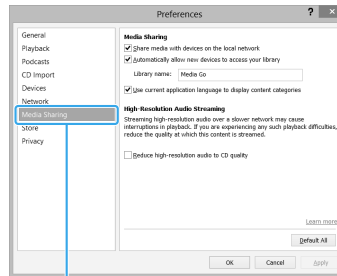 Preferences
? ×
General
Playback
Podcasts
CD Import
Devices
Network
Media Sharing
Store
Privacy
Media Sharing
Share media with devices on the local network
Automatically allow new devices to access your library
Library name: Media Go
Use current application language to display content categories
High-Resolution Audio Streaming
Streaming high-resolution audio over a slower network may cause
interruptions in playback. If you are experiencing any such playback difficulties,
reduce the quality at which this content is streamed.
Reduce high-resolution audio to CD quality
Learn more
Default All
OK Cancel Apply